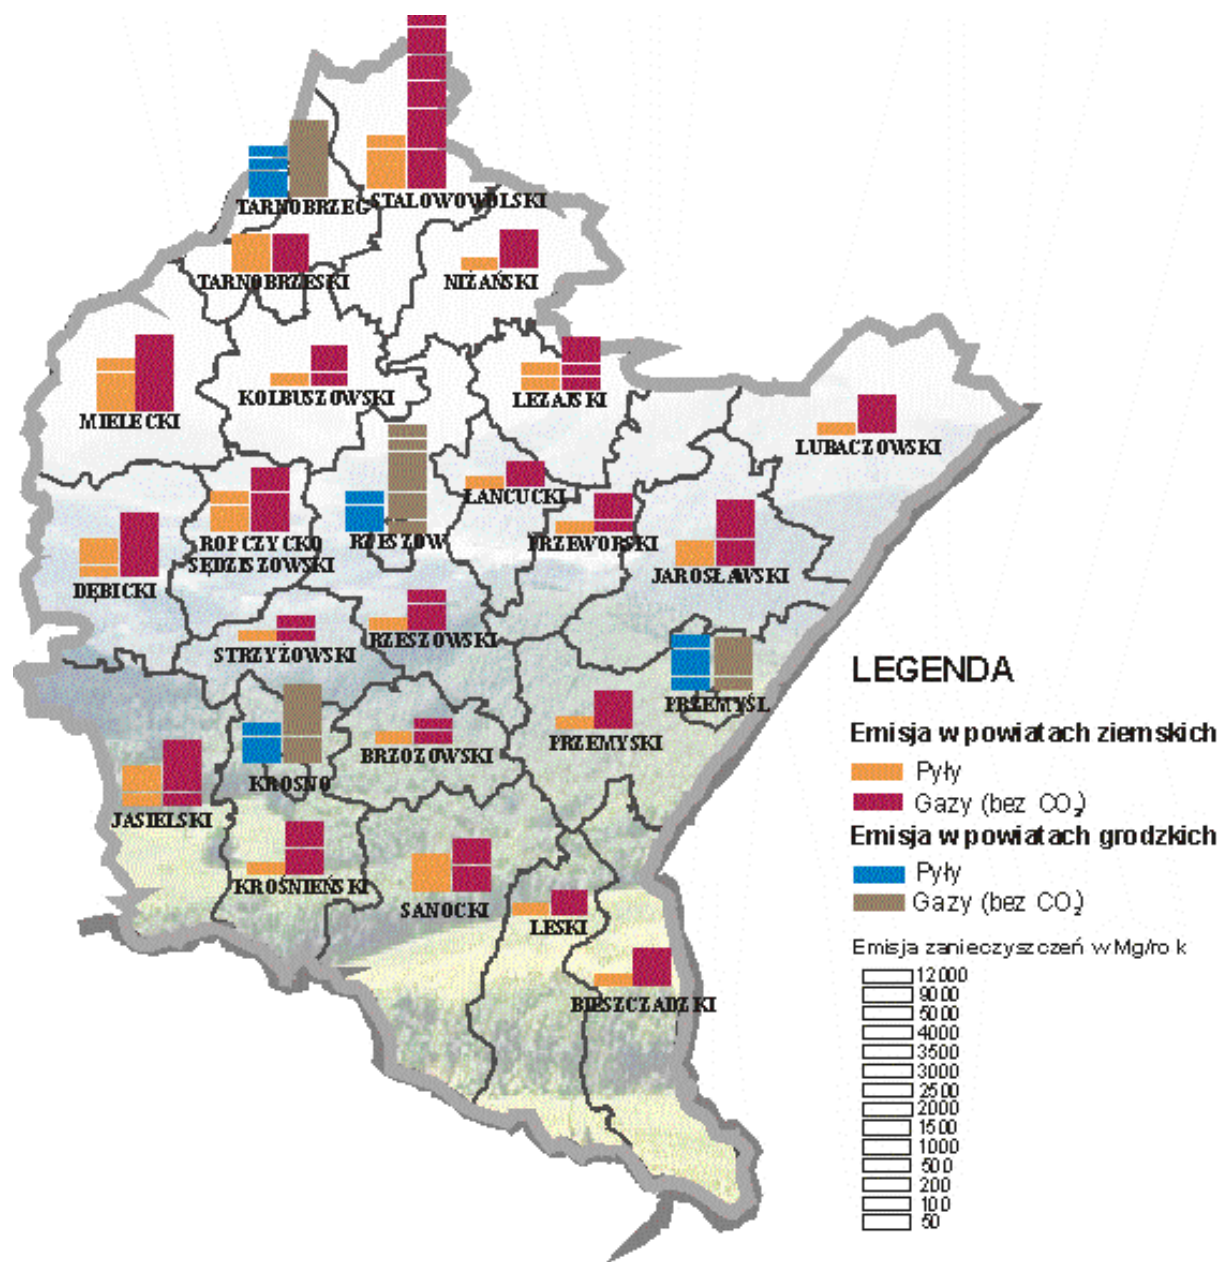 TARNOBRZEG
STALOWOWOLSKI
TARNOBRZESKI
NIŻAŃSKI
MIELECKI
KOLBUSZOWSKI
LEŻAJSKI
LUBACZOWSKI
ŁAŃCUCKI
ROPCZYCKO
SĘDZISZOWSKI
RZESZÓW
PRZEWORSKI
JAROSŁAWSKI
DĘBICKI
STRZYŻOWSKI
RZESZOWSKI
PRZEMYŚL
KROSNO
BRZOZOWSKI
PRZEMYSKI
JASIELSKI
KROŚNIEŃSKI
SANOCKI
LESKI
BIESZCZADZKI
LEGENDA
Emisja w powiatach ziemskich
Pyły
Gazy (bez CO₂)
Emisja w powiatach grodzkich
Pyły
Gazy (bez CO₂)
Emisja zanieczyszczeń w Mg/rok
12000
9000
5000
4000
3500
3000
2500
2000
1500
1000
500
200
100
50